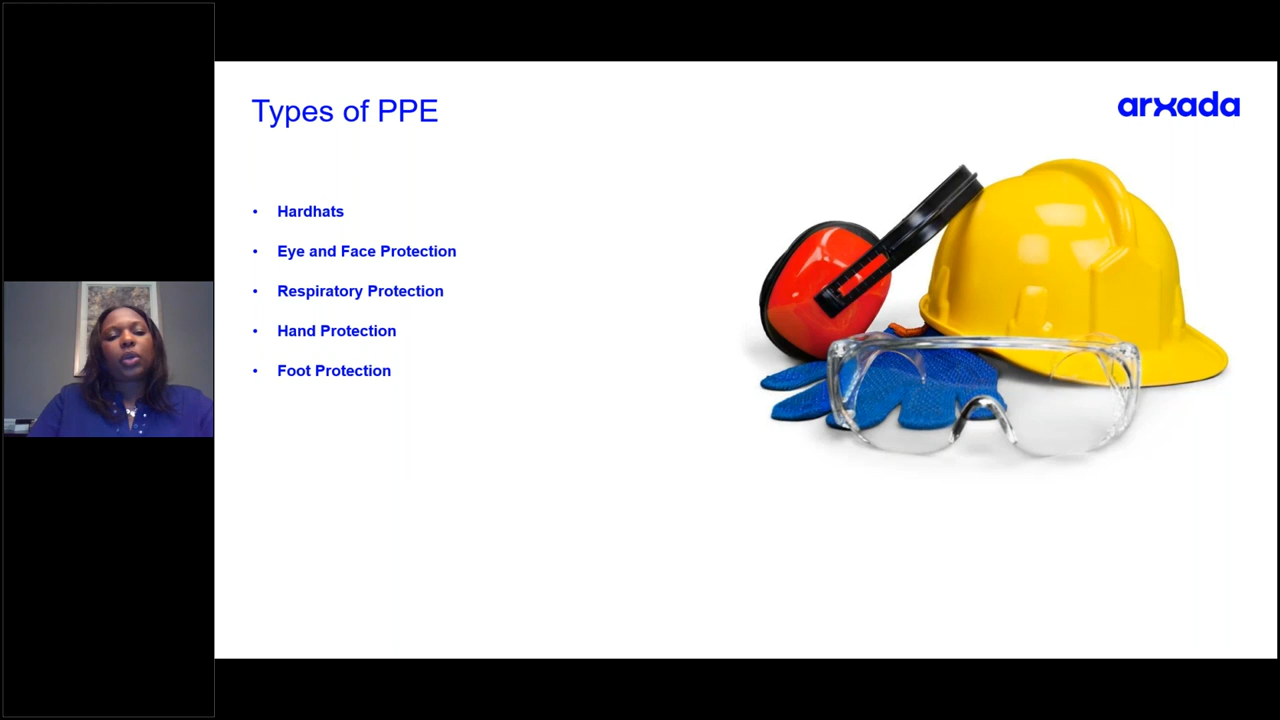 Types of PPE
arxada
• Hardhats
• Eye and Face Protection
• Respiratory Protection
• Hand Protection
• Foot Protection